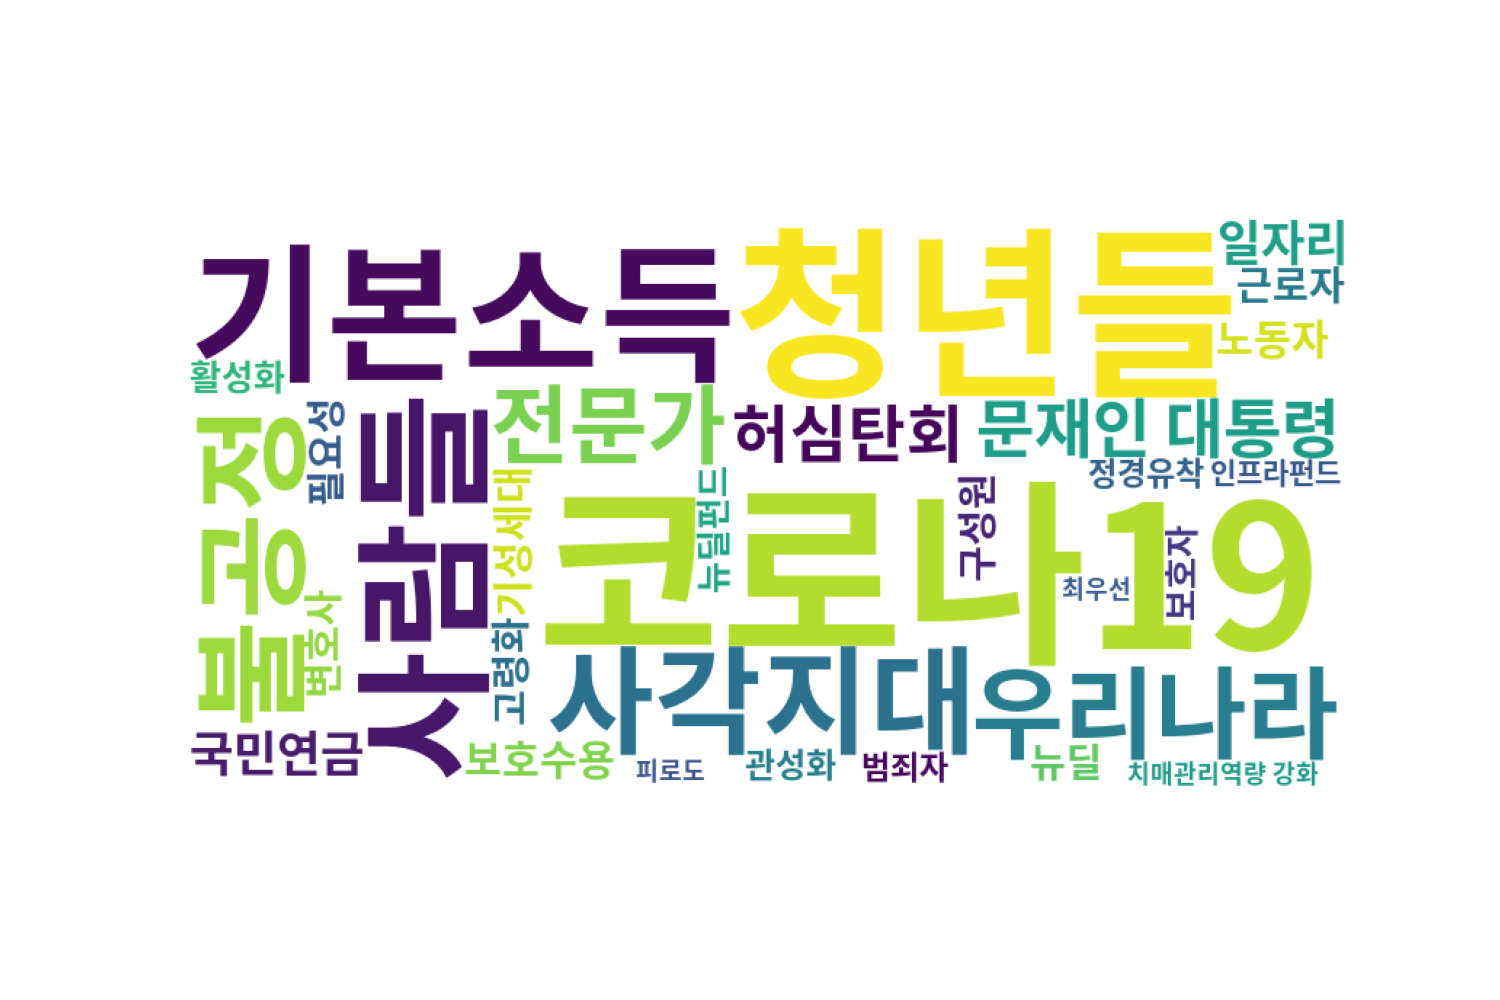 기본소득
청년들
일자리
근로자
노동자
활성화
불공정
필요성
사람들
전문가
허심탄회
문재인 대통령
정경유착
인프라펀드
기성세대
뉴딜펀드
구성원
코로나19
최우선
보호자
변호사
고령화
사각지대
우리나라
국민연금
보호수용
피로도
관성화
범죄자
뉴딜
치매관리역량 강화